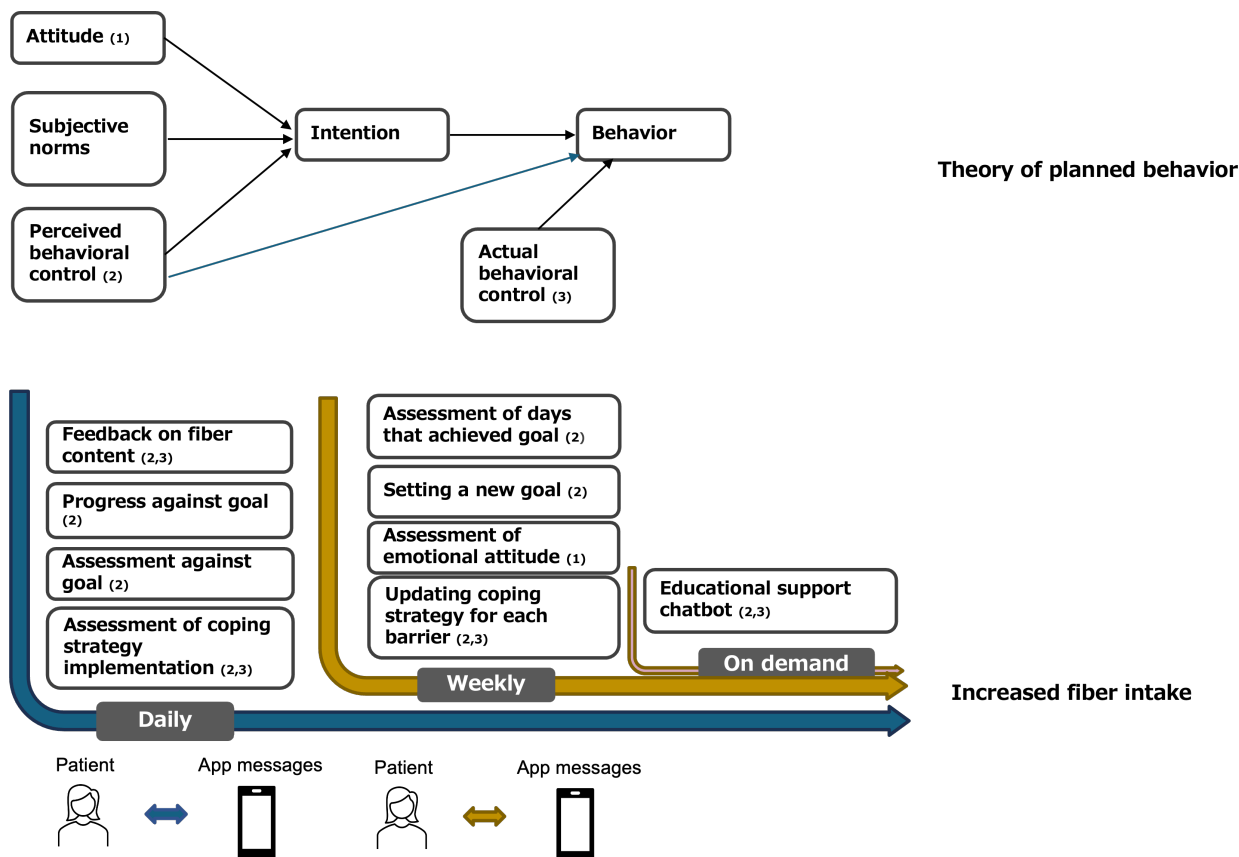 Attitude (1)
Subjective
norms
Perceived
behavioral
control (2)
Intention
Behavior
Actual
behavioral
control (3)
Theory of planned behavior
Feedback on fiber
content (2,3)
Progress against goal
(2)
Assessment against
goal (2)
Assessment of coping
strategy
implementation (2,3)
Daily
Assessment of days
that achieved goal (2)
Setting a new goal (2)
Assessment of
emotional attitude (1)
Updating coping
strategy for each
barrier (2,3)
Weekly
Educational support
chatbot (2,3)
On demand
Increased fiber intake
Patient
App messages
Patient
App messages